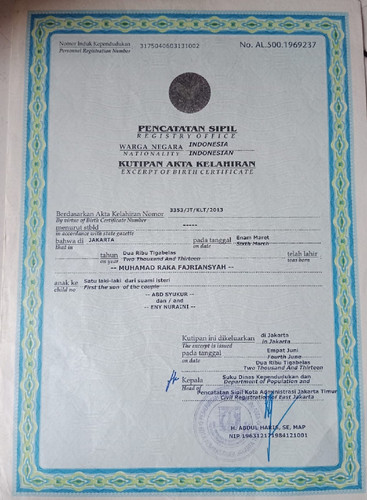 Nomor Induk Kependudukan 3175040603131002 No. AL.500.1969237
Personnel Registration Number
PENCATATAN SIPIL
REGISTRY OFFICE
WARGA NEGARA INDONESIA
NATIONALITY INDONESIAN
KUTIPAN AKTA KELAHIRAN
EXCERPT OF BIRTH CERTIFICATE
Berdasarkan Akta Kelahiran Nomor 3353/JT/KLT/2013
By virtue of Birth Certificate Number
menurut stbld -----
in accordance with state gazette
bahwa di JAKARTA pada tanggal Enam Maret
that in on date Sixth March
tahun Dua Ribu Tigabelas telah lahir
on year Two Thousand And Thirteen was born
-- MUHAMAD RAKA FAJRIANSYAH --
anak ke Satu laki-laki dari suami isteri
child no First the son of the couple
-- ABD SYUKUR --
dan / and
-- ENY NURAINI --
Kutipan ini dikeluarkan di Jakarta
The excerpt is issued in Jakarta
pada tanggal Empat Juni
on date Fourth June
Dua Ribu Tigabelas
Two Thousand And Thirteen
Kepala Suku Dinas Kependudukan dan
Head of Department of Population and
Pencatatan Sipil Kota Administrasi Jakarta Timur
Civil Registration of East Jakarta
H. ABDUL HARIS, SE, MAP
NIP 196312171984121001